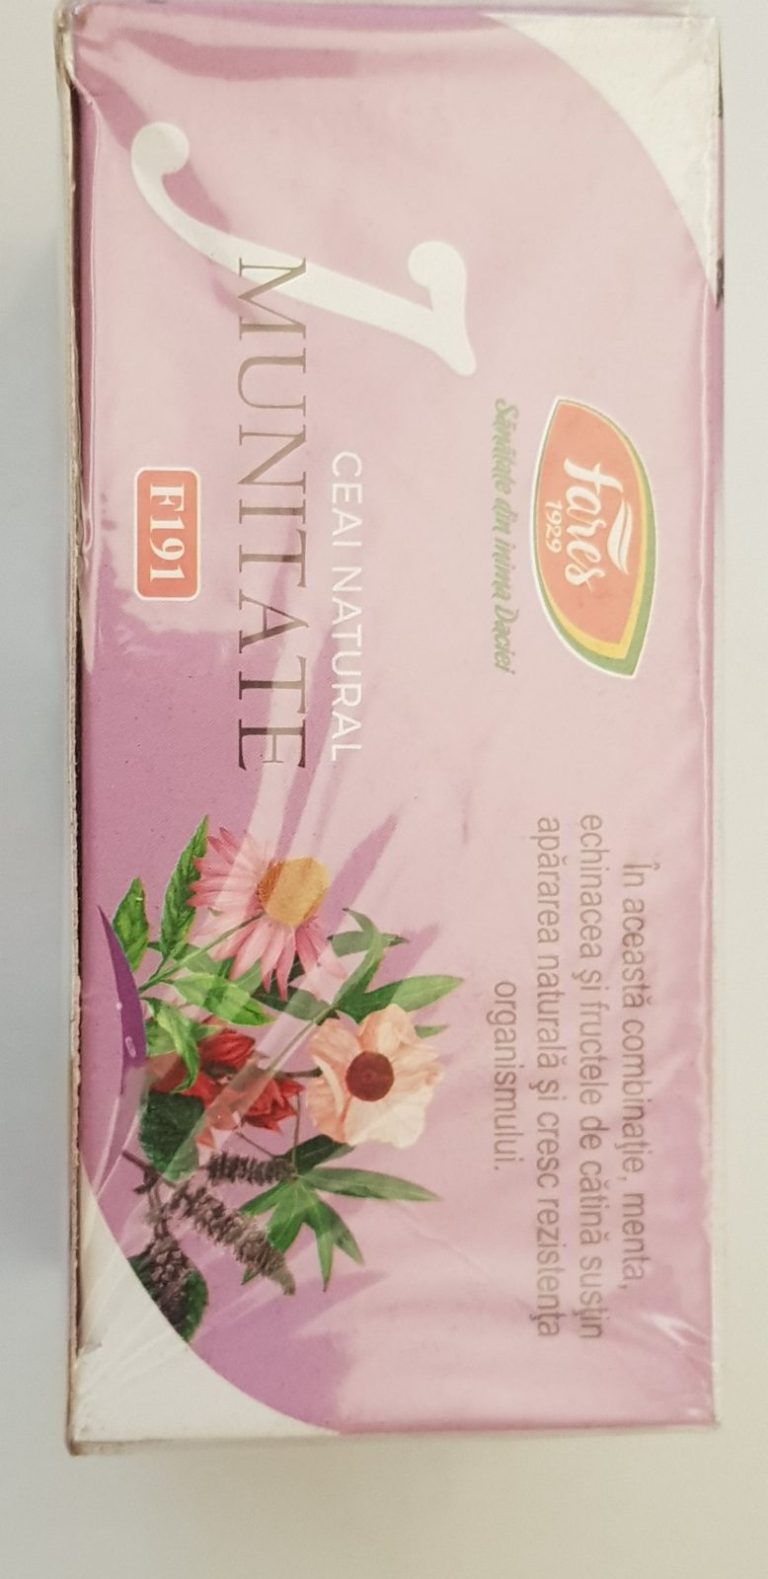 fares
1929
Sănătate din inima Daciei
CEAI NATURAL
IMUNITATE
F191
În această combinație, menta,
echinacea și fructele de cătină susțin
apărarea naturală și cresc rezistența
organismului.